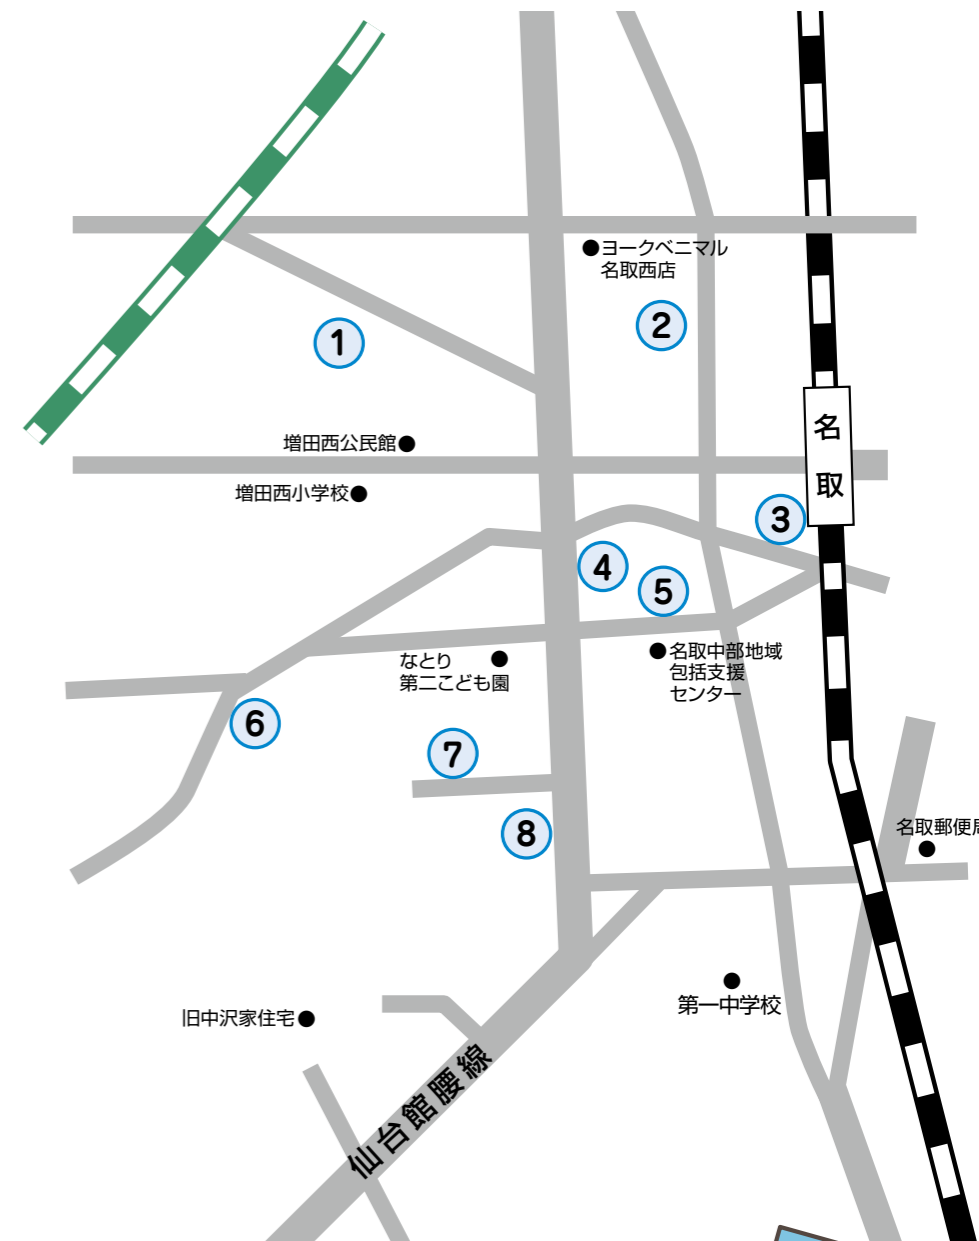 ヨークベニマル
名取西店
2
1
名取
増田西公民館
増田西小学校
3
4
5
なとり
第二こども園
名取中部地域
包括支援
センター
6
7
8
名取郵便局
第一中学校
旧中沢家住宅
仙台館腰線